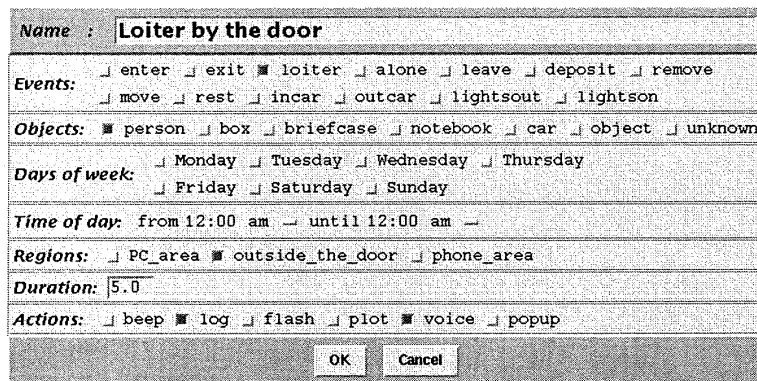 Name : Loiter by the door
Events: enter exit loiter alone leave deposit remove
move rest incar outcar lightsout lightson
Objects: person box briefcase notebook car object unknown
Days of week: Monday Tuesday Wednesday Thursday
Friday Saturday Sunday
Time of day: from 12:00 am until 12:00 am
Regions: PC_area outside_the_door phone_area
Duration: 5.0
Actions: beep log flash plot voice popup
OK Cancel